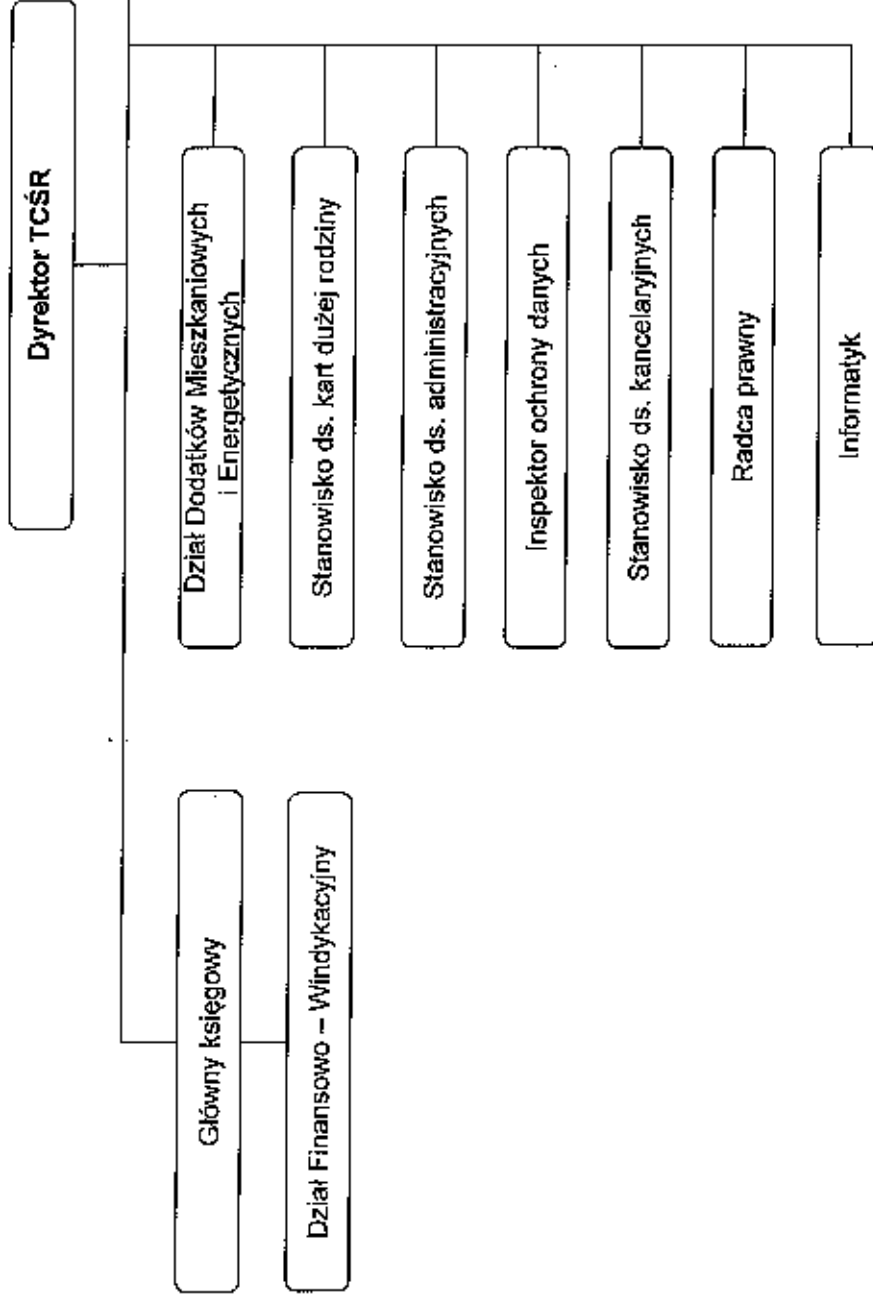 Dyrektor TCŚR
Dział Dodatków Mieszkaniowych
i Energetycznych
Stanowisko ds. kart dużej rodziny
Stanowisko ds. administracyjnych
Inspektor ochrony danych
Stanowisko ds. kancelaryjnych
Radca prawny
Informatyk
Główny księgowy
Dział Finansowo – Windykacyjny